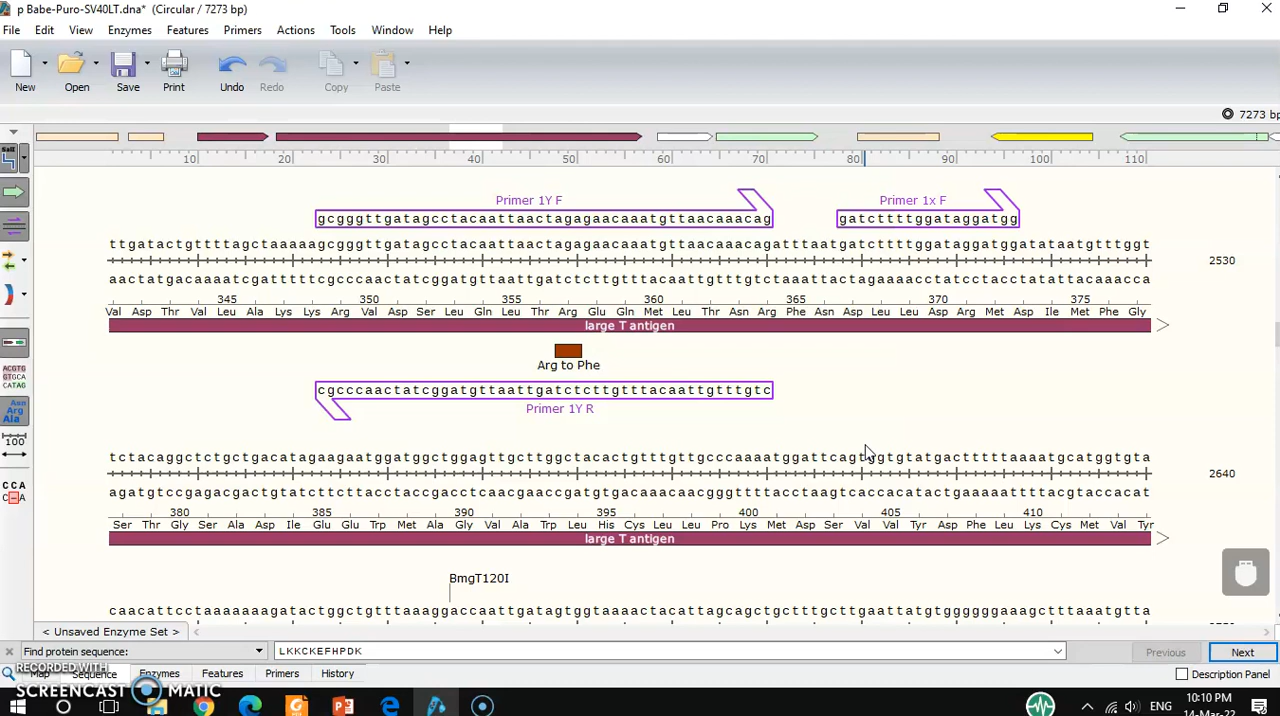 p Babe-Puro-SV40LT.dna* (Circular / 7273 bp)
File Edit View Enzymes Features Primers Actions Tools Window Help
New Open Save Print Undo Redo Copy Paste
7273 bp
10 20 30 40 50 60 70 80 90 100 110
Primer 1Y F Primer 1x F
gcgggttgatagcctacaattaactagagaacaaatgttaacaaacag gatcttttggataggatgg
ttgatactgttttagctaaaaagcgggttgatagcctacaattaactagagaacaaatgttaacaaacagatttaatgatcttttggataggatggatataatgtttggt
aactatgacaaaatcgatttttcgcccaactatcggatgttaattgatctcttgtttacaattgtttgtctaaattactagaaaacctatcctacctatattacaaacca
2530
345 350 355 360 365 370 375
Val Asp Thr Val Leu Ala Lys Lys Arg Val Asp Ser Leu Gln Leu Thr Arg Glu Gln Met Leu Thr Asn Arg Phe Asn Asp Leu Leu Asp Arg Met Asp Ile Met Phe Gly
large T antigen
Arg to Phe
cgcccaactatcggatgttaattgatctcttgtttacaattgtttgtc
Primer 1Y R
tctacaggctctgctgacatagaagaatggatggctggagttgcttggctacactgtttgttgcccaaaatggattcagtggtgtatgactttttaaaatgcatggtgta
agatgtccgagacgactgtatcttcttacctaccgacctcaacgaaccgatgtgacaaacaacgggttttacctaagtcaccacatactgaaaaattttacgtaccacat
2640
380 385 390 395 400 405 410
Ser Thr Gly Ser Ala Asp Ile Glu Glu Trp Met Ala Gly Val Ala Trp Leu His Cys Leu Leu Pro Lys Met Asp Ser Val Val Tyr Asp Phe Leu Lys Cys Met Val Tyr
large T antigen
BmgT120I
caacattcctaaaaaaagatactggctgtttaaaggaccaattgatagtggtaaaactacattagcagctgctttgcttgaattatgtgggggGaaagctttaaatgtta
< Unsaved Enzyme Set >
Find protein sequence: LKKCKEFHPDK Previous Next
Map Sequence Enzymes Features Primers History Description Panel
RECORDED WITH
SCREENCAST MATIC
10:10 PM
14-Mar-22